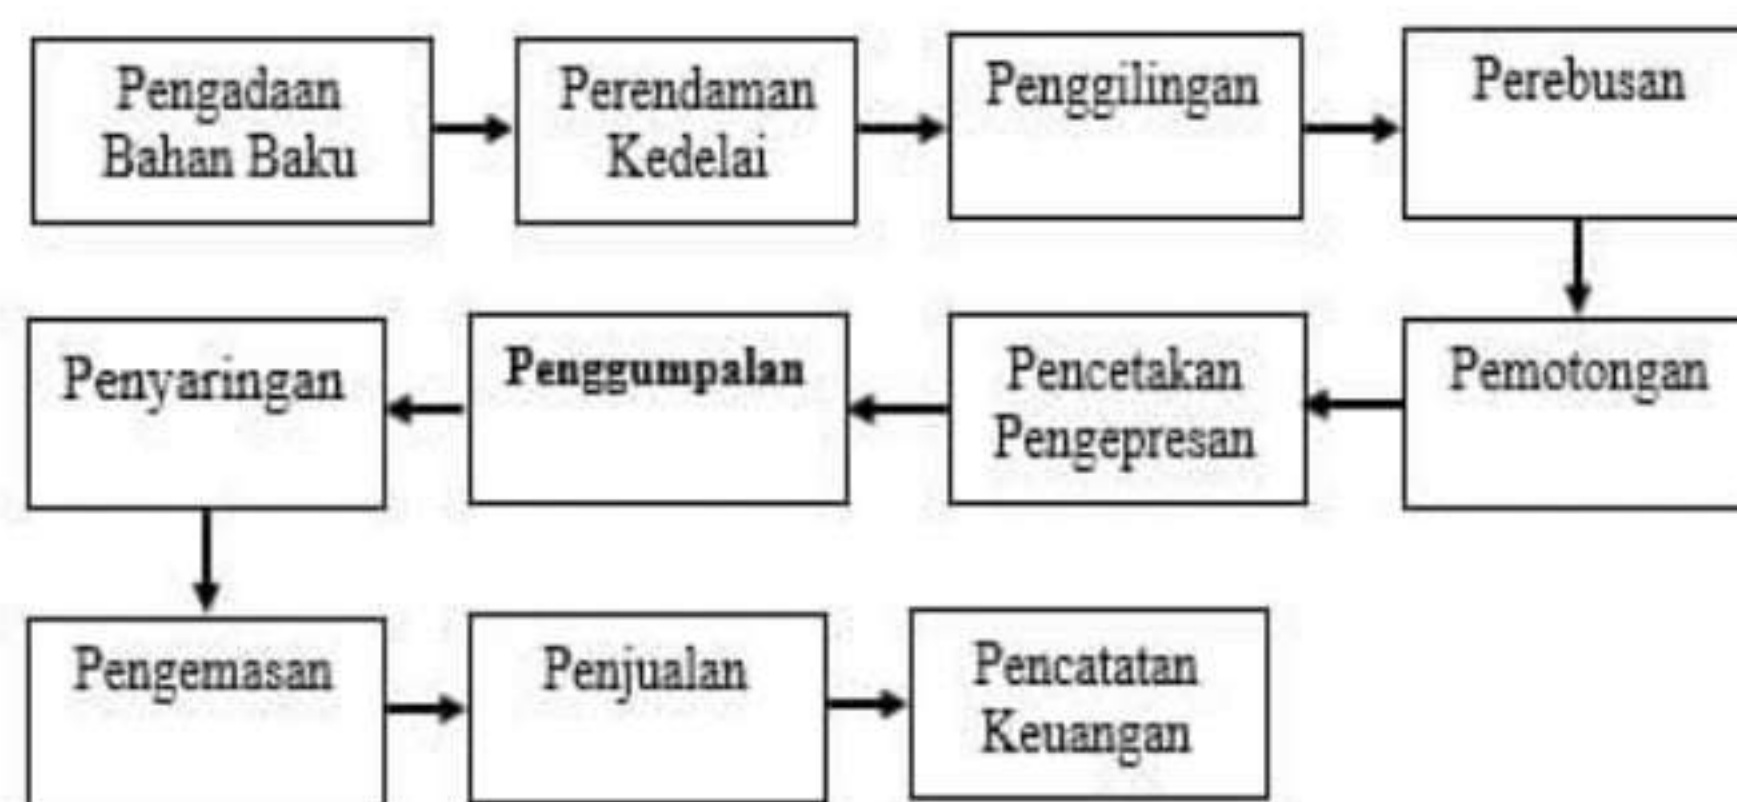 Pengadaan
Bahan Baku
Perendaman
Kedelai
Penggilingan
Perebusan
Pemotongan
Pencetakan
Pengepresan
Penggumpalan
Penyaringan
Pengemasan
Penjualan
Pencatatan
Keuangan